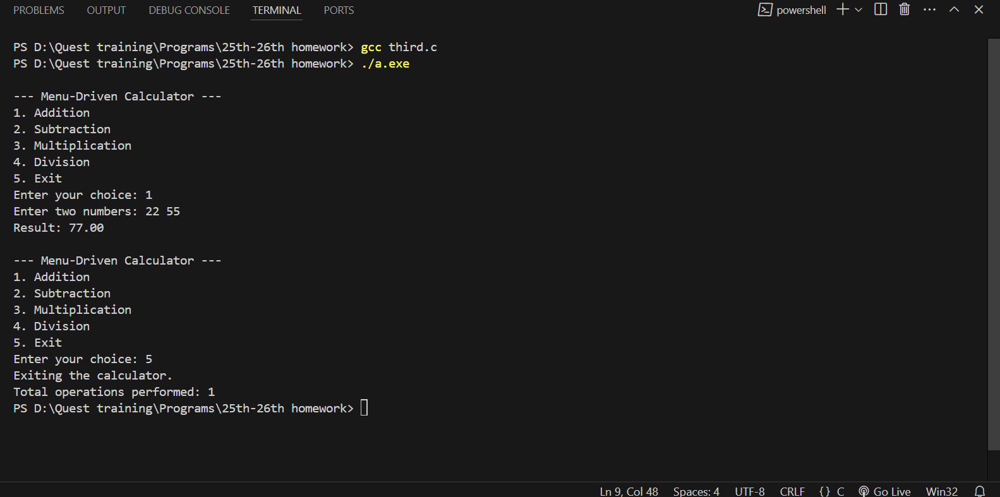 PROBLEMS OUTPUT DEBUG CONSOLE TERMINAL PORTS powershell
PS D:\Quest training\Programs\25th-26th homework> gcc third.c
PS D:\Quest training\Programs\25th-26th homework> ./a.exe
--- Menu-Driven Calculator ---
1. Addition
2. Subtraction
3. Multiplication
4. Division
5. Exit
Enter your choice: 1
Enter two numbers: 22 55
Result: 77.00
--- Menu-Driven Calculator ---
1. Addition
2. Subtraction
3. Multiplication
4. Division
5. Exit
Enter your choice: 5
Exiting the calculator.
Total operations performed: 1
PS D:\Quest training\Programs\25th-26th homework>
Ln 9, Col 48 Spaces: 4 UTF-8 CRLF {} C Go Live Win32